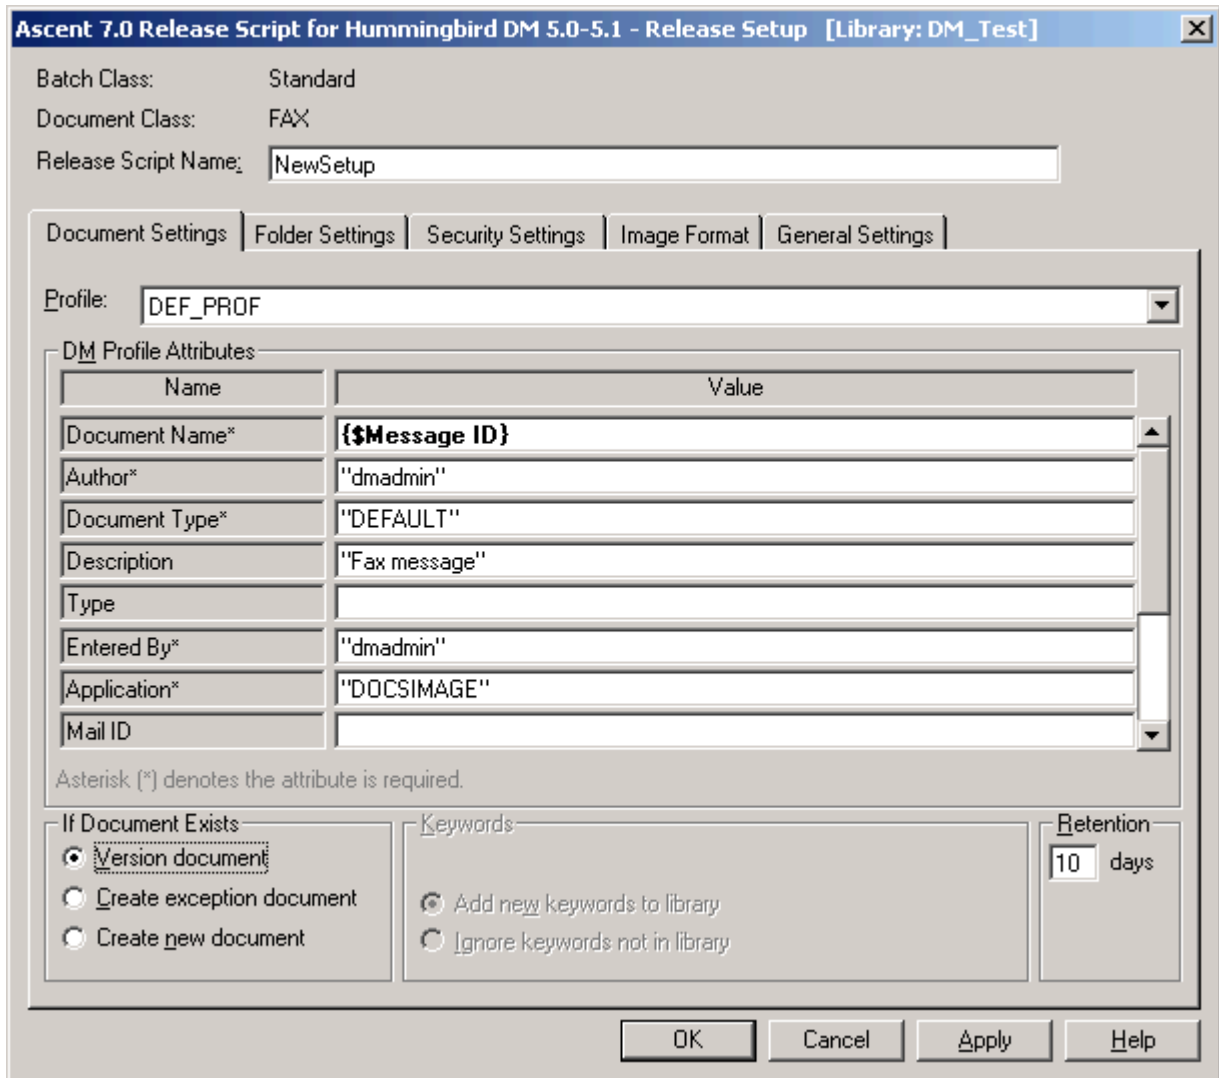 Ascent 7.0 Release Script for Hummingbird DM 5.0-5.1 - Release Setup [Library: DM_Test]
Batch Class: Standard
Document Class: FAX
Release Script Name: NewSetup
Document Settings Folder Settings Security Settings Image Format General Settings
Profile: DEF_PROF
DM Profile Attributes
Name Value
Document Name* {$Message ID}
Author* "dmadmin"
Document Type* "DEFAULT"
Description "Fax message"
Type
Entered By* "dmadmin"
Application* "DOCSIMAGE"
Mail ID
Asterisk (*) denotes the attribute is required.
If Document Exists Keywords Retention
Version document 10 days
Create exception document Add new keywords to library
Create new document Ignore keywords not in library
OK Cancel Apply Help